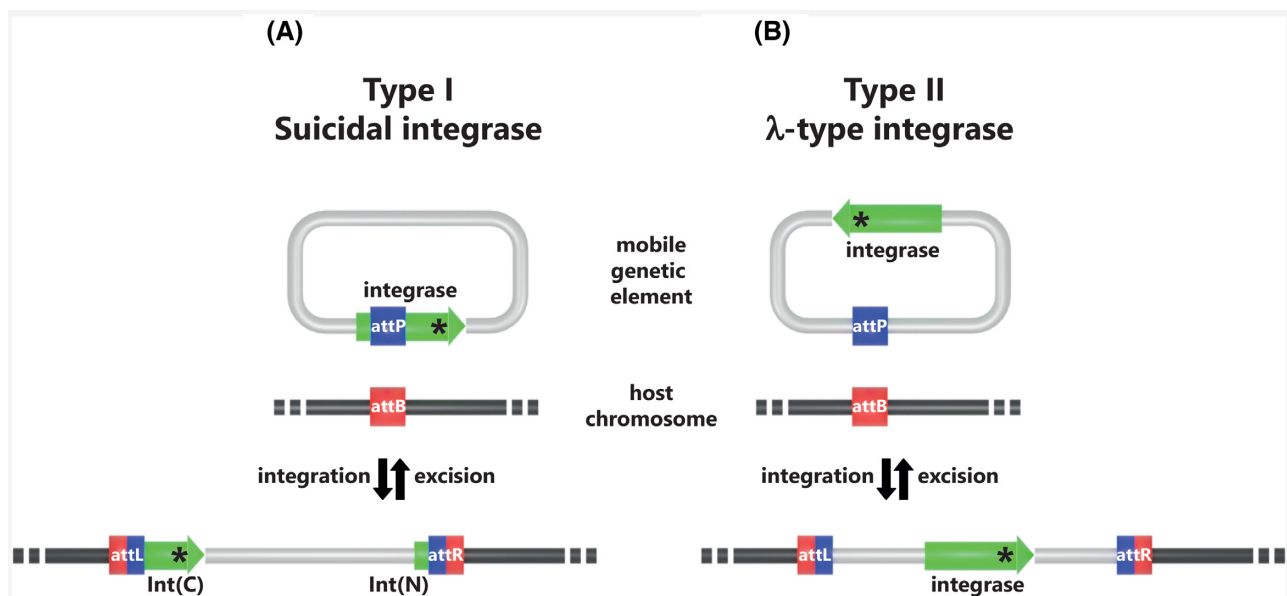 (A)
Type I
Suicidal integrase
integrase
attP
*
attB
integration
excision
attL
*
attR
Int(C)
Int(N)
mobile
genetic
element
host
chromosome
(B)
Type II
λ-type integrase
*
integrase
attP
attB
integration
excision
attL
*
attR
integrase